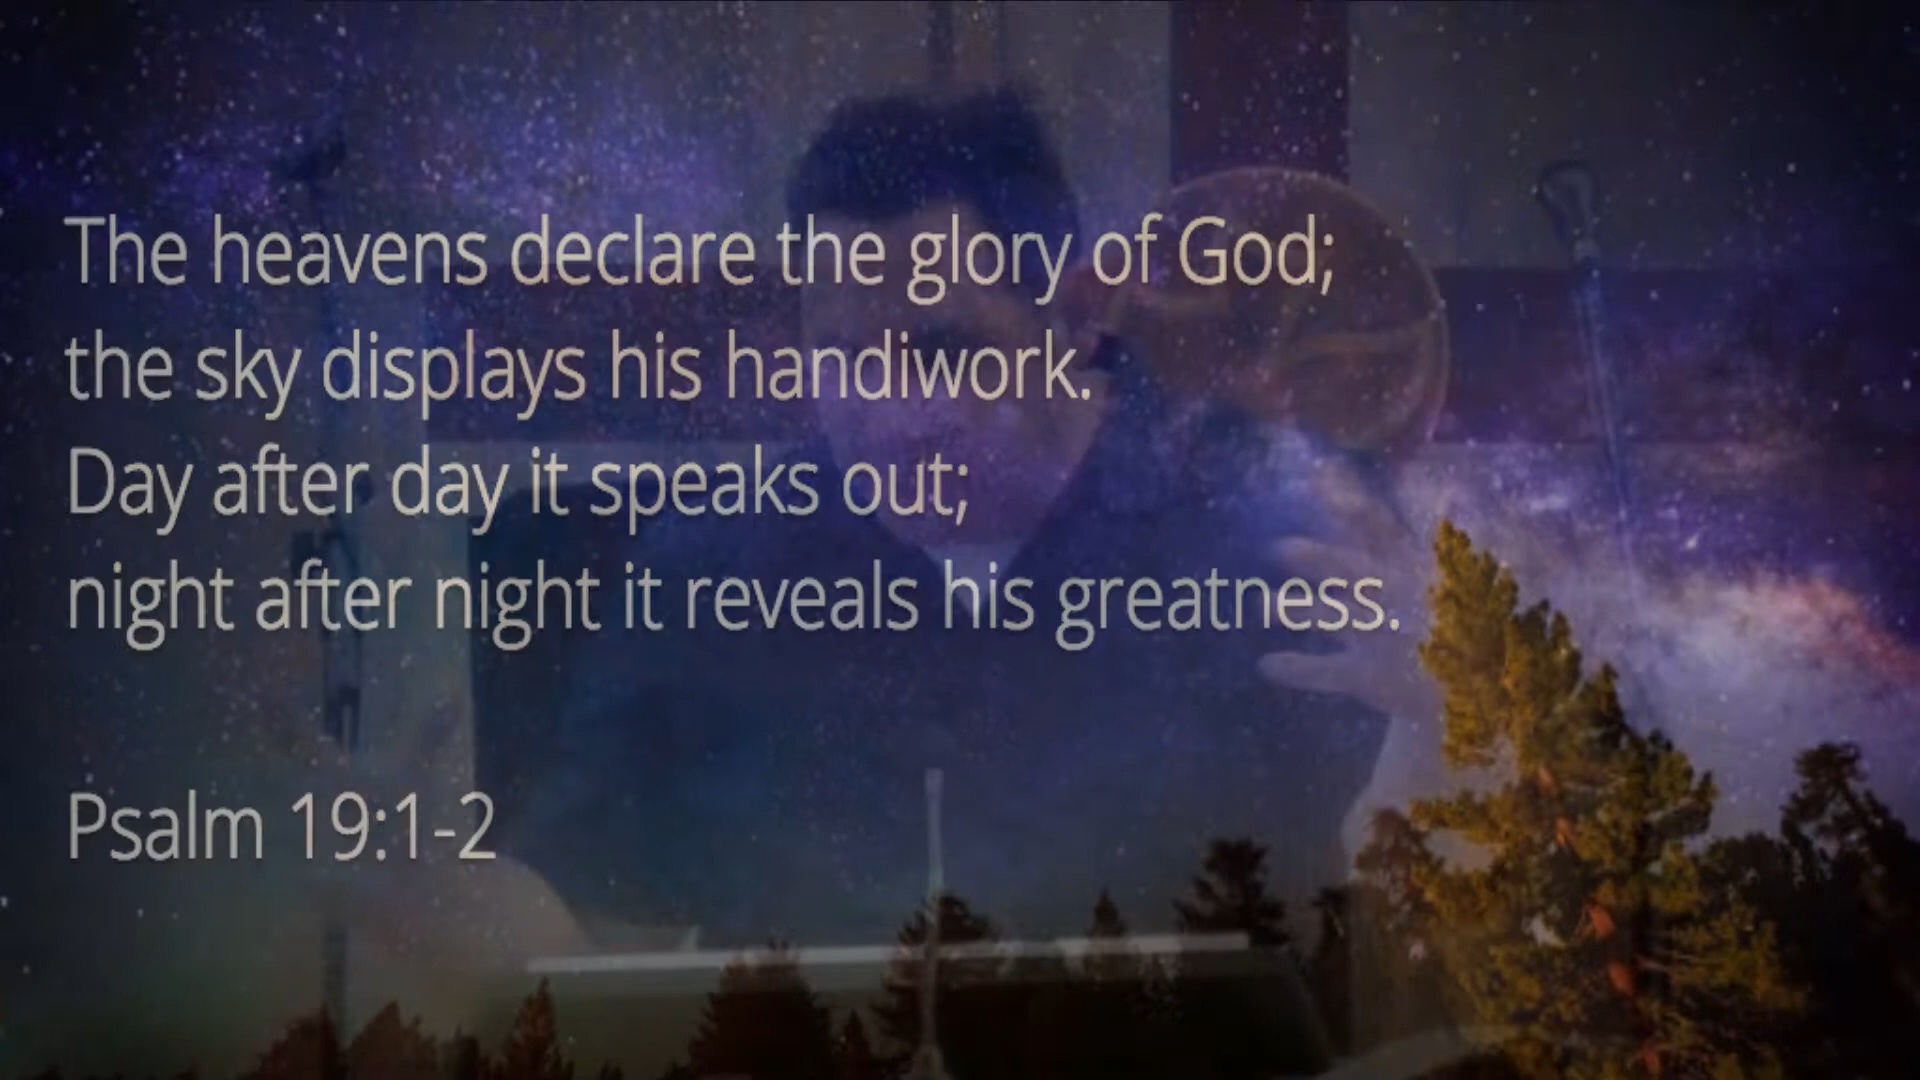 The heavens declare the glory of God;
the sky displays his handiwork.
Day after day it speaks out;
night after night it reveals his greatness.
Psalm 19:1-2